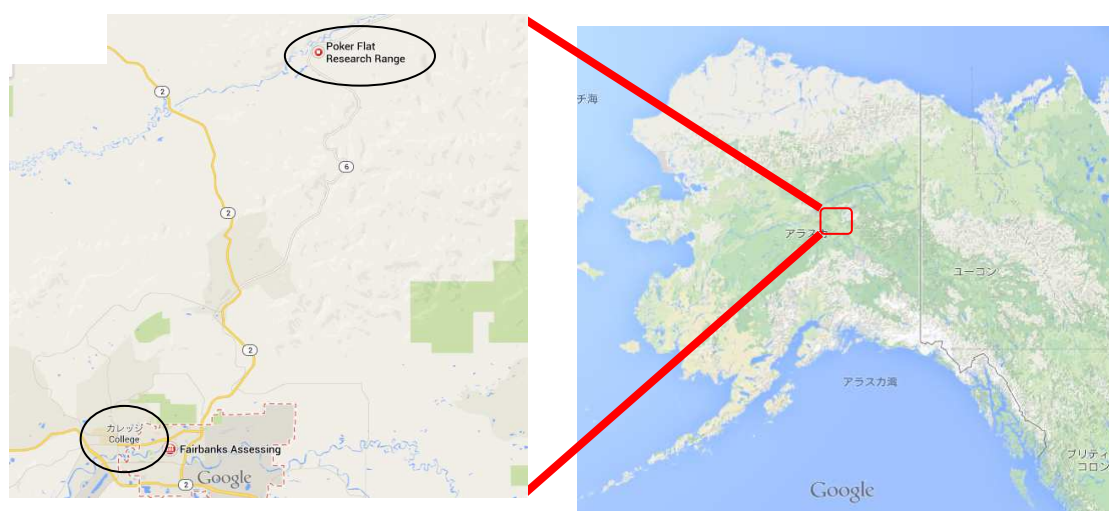 Poker Flat
Research Range
2
6
2
2
カレッジ
College
Fairbanks Assessing
Google
2
チ海
アラスカ
ユーコン
アラスカ湾
ブリティ
コロン
Google